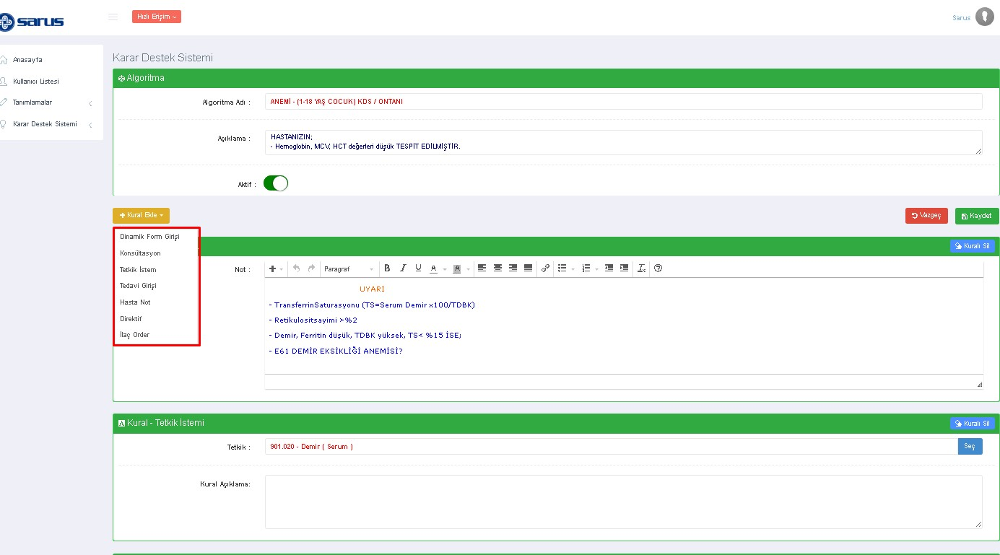 sarus
Hızlı Erişim
Sarus
Anasayfa
Kullanıcı Listesi
Tanımlamalar
Karar Destek Sistemi
Karar Destek Sistemi
Algoritma
Algoritma Adı :
ANEMİ - (1-18 YAŞ COCUK) KDS / ONTANI
Açıklama :
HASTANIZIN;
- Hemoglobin, MCV, HCT değerleri düşük TESPİT EDİLMİŞTİR.
Aktif :
+ Kural Ekle
Vazgeç
Kaydet
Dinamik Form Girişi
Konsültasyon
Tetkik İstem
Tedavi Girişi
Hasta Not
Direktif
İlaç Order
Kuralı Sil
Not :
Paragraf
B I U A A
UYARI
- TransferrinSaturasyonu (TS=Serum Demir x100/TDBK)
- Retikulositsayimi >%2
- Demir, Ferritin düşük, TDBK yüksek, TS< %15 İSE;
- E61 DEMİR EKSİKLİĞİ ANEMİSİ?
Kural - Tetkik İstemi
Kuralı Sil
Tetkik :
901.020 - Demir ( Serum )
Seç
Kural Açıklama: